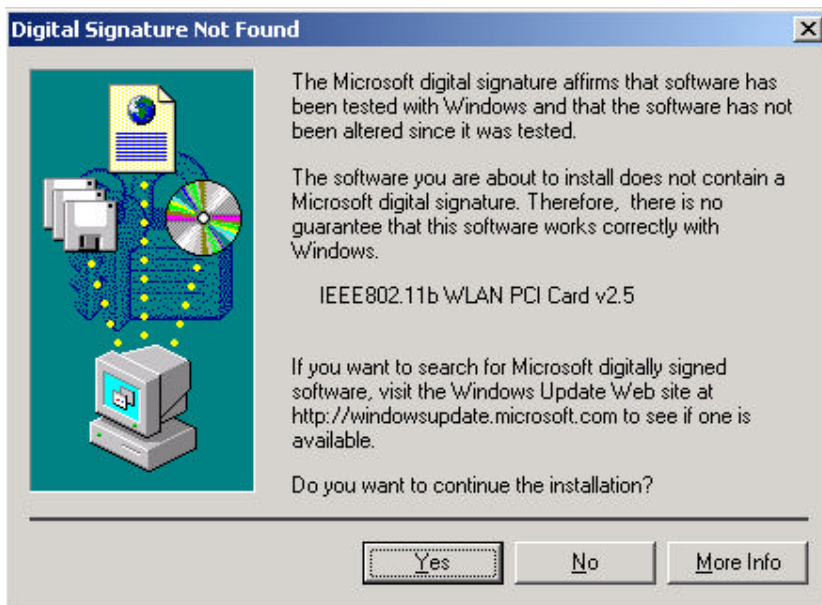 Digital Signature Not Found
The Microsoft digital signature affirms that software has
been tested with Windows and that the software has not
been altered since it was tested.
The software you are about to install does not contain a
Microsoft digital signature. Therefore, there is no
guarantee that this software works correctly with
Windows.
IEEE802.11b WLAN PCI Card v2.5
If you want to search for Microsoft digitally signed
software, visit the Windows Update Web site at
http://windowsupdate.microsoft.com to see if one is
available.
Do you want to continue the installation?
Yes
No
More Info